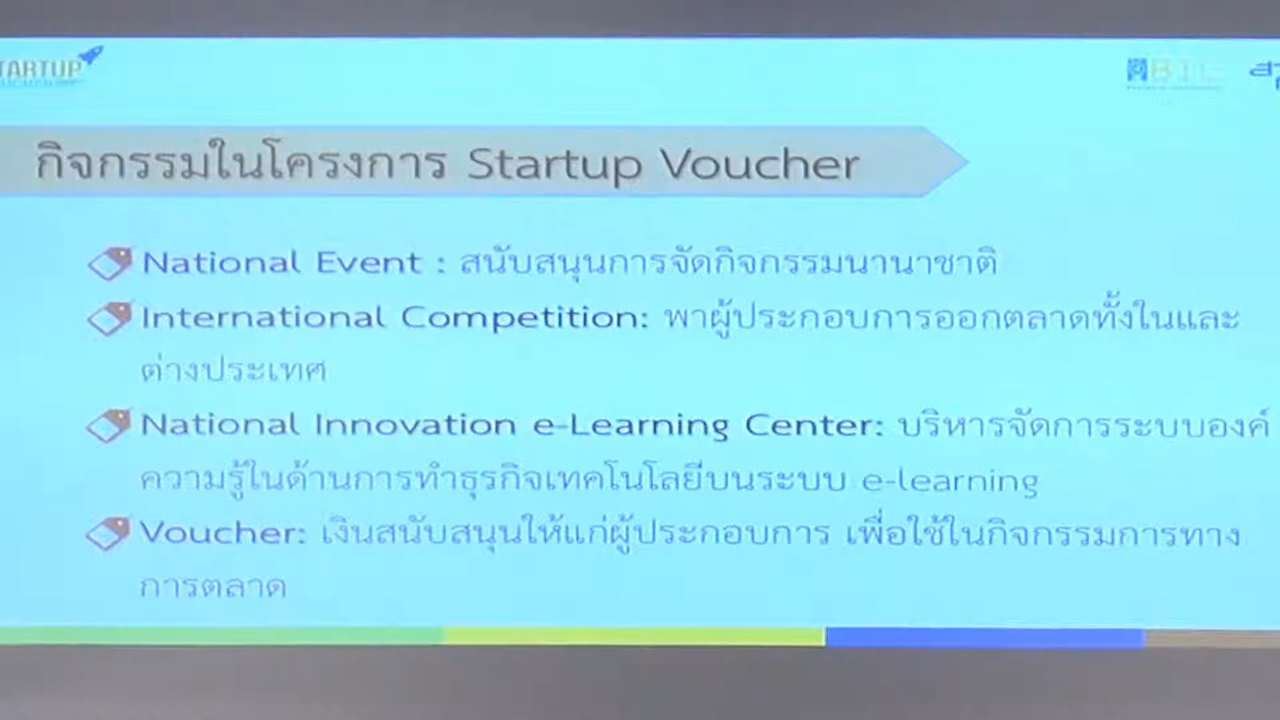 STARTUP
กิจกรรมในโครงการ Startup Voucher
National Event : สนับสนุนการจัดกิจกรรมนานาชาติ
International Competition: พาผู้ประกอบการออกตลาดทั้งในและ
ต่างประเทศ
National Innovation e-Learning Center: บริหารจัดการระบบองค์
ความรู้ในด้านการทำธุรกิจเทคโนโลยีบนระบบ e-learning
Voucher: เงินสนับสนุนให้แก่ผู้ประกอบการ เพื่อใช้ในกิจกรรมการทาง
การตลาด